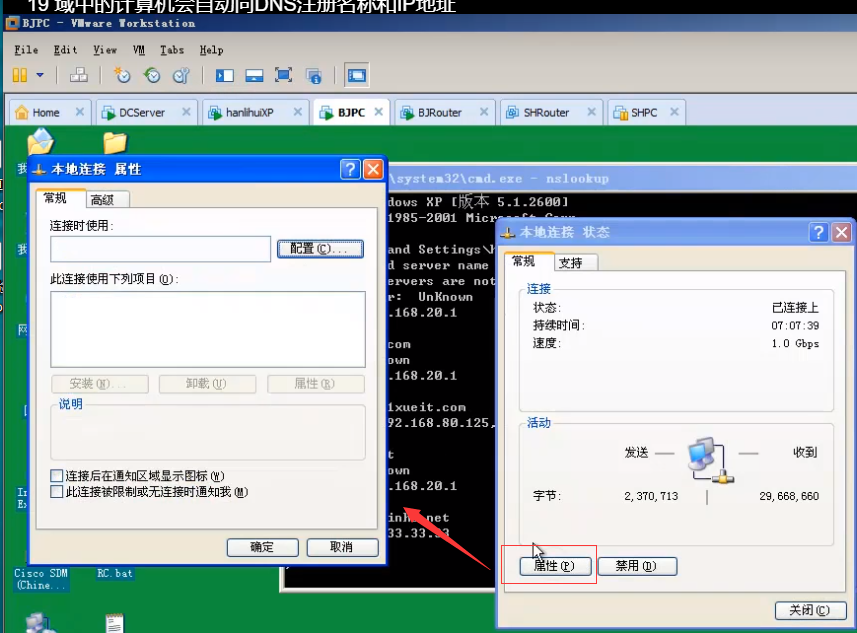 19 域中的计算机会自动向DNS注册名称和IP地址
BJPC - VMware Workstation
File Edit View VM Tabs Help
Home DCServer hanlihuiXP BJPC BJRouter SHRouter SHPC
本地连接 属性
常规 高级
连接时使用:
配置(C)...
此连接使用下列项目(O):
安装(N)... 卸载(U) 属性(R)
说明
连接后在通知区域显示图标(W)
此连接被限制或无连接时通知我(M)
确定 取消
\system32\cmd.exe - nslookup
dows XP [版本 5.1.2600]
1985-2001 Micr
and Settings\
d server name
ervers are not
r: UnKnown
.168.20.1
com
own
.168.20.1
1xueit.com
92.168.80.125,
t
own
.168.20.1
net
33.33.
本地连接 状态
常规 支持
连接
状态: 已连接上
持续时间: 07:07:39
速度: 1.0 Gbps
活动
发送 收到
字节: 2,370,713 29,668,660
属性(P) 禁用(D)
关闭(C)
Cisco SDM
(Chine...
RC.bat